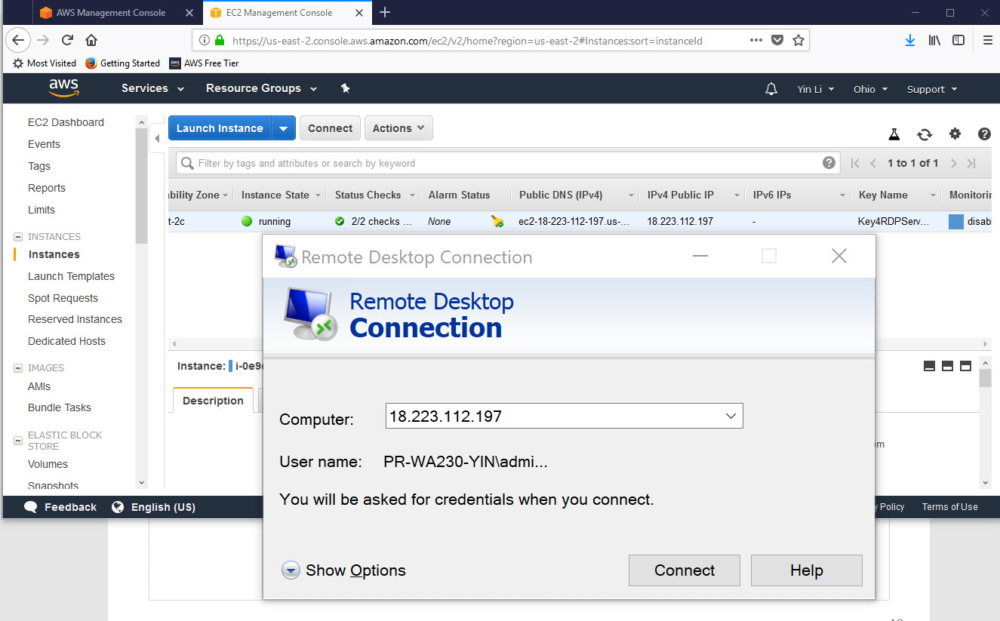 AWS Management Console
EC2 Management Console
https://us-east-2.console.aws.amazon.com/ec2/v2/home?region=us-east-2#Instances:sort=instanceId
Most Visited Getting Started aws AWS Free Tier
aws Services Resource Groups Yin Li Ohio Support
EC2 Dashboard
Events
Tags
Reports
Limits
INSTANCES
Instances
Launch Templates
Spot Requests
Reserved Instances
Dedicated Hosts
IMAGES
AMIs
Bundle Tasks
ELASTIC BLOCK
STORE
Volumes
Snapshots
Launch Instance Connect Actions
Filter by tags and attributes or search by keyword 1 to 1 of 1
bility Zone Instance State Status Checks Alarm Status Public DNS (IPv4) IPv4 Public IP IPv6 IPs Key Name Monitorin
t-2c running 2/2 checks ... None ec2-18-223-112-197.us-... 18.223.112.197 - Key4RDPServ... disab
Instance: i-0e9
Description
om
Feedback English (US) y Policy Terms of Use
Remote Desktop Connection
Remote Desktop
Connection
Computer: 18.223.112.197
User name: PR-WA230-YIN\admi...
You will be asked for credentials when you connect.
Show Options Connect Help